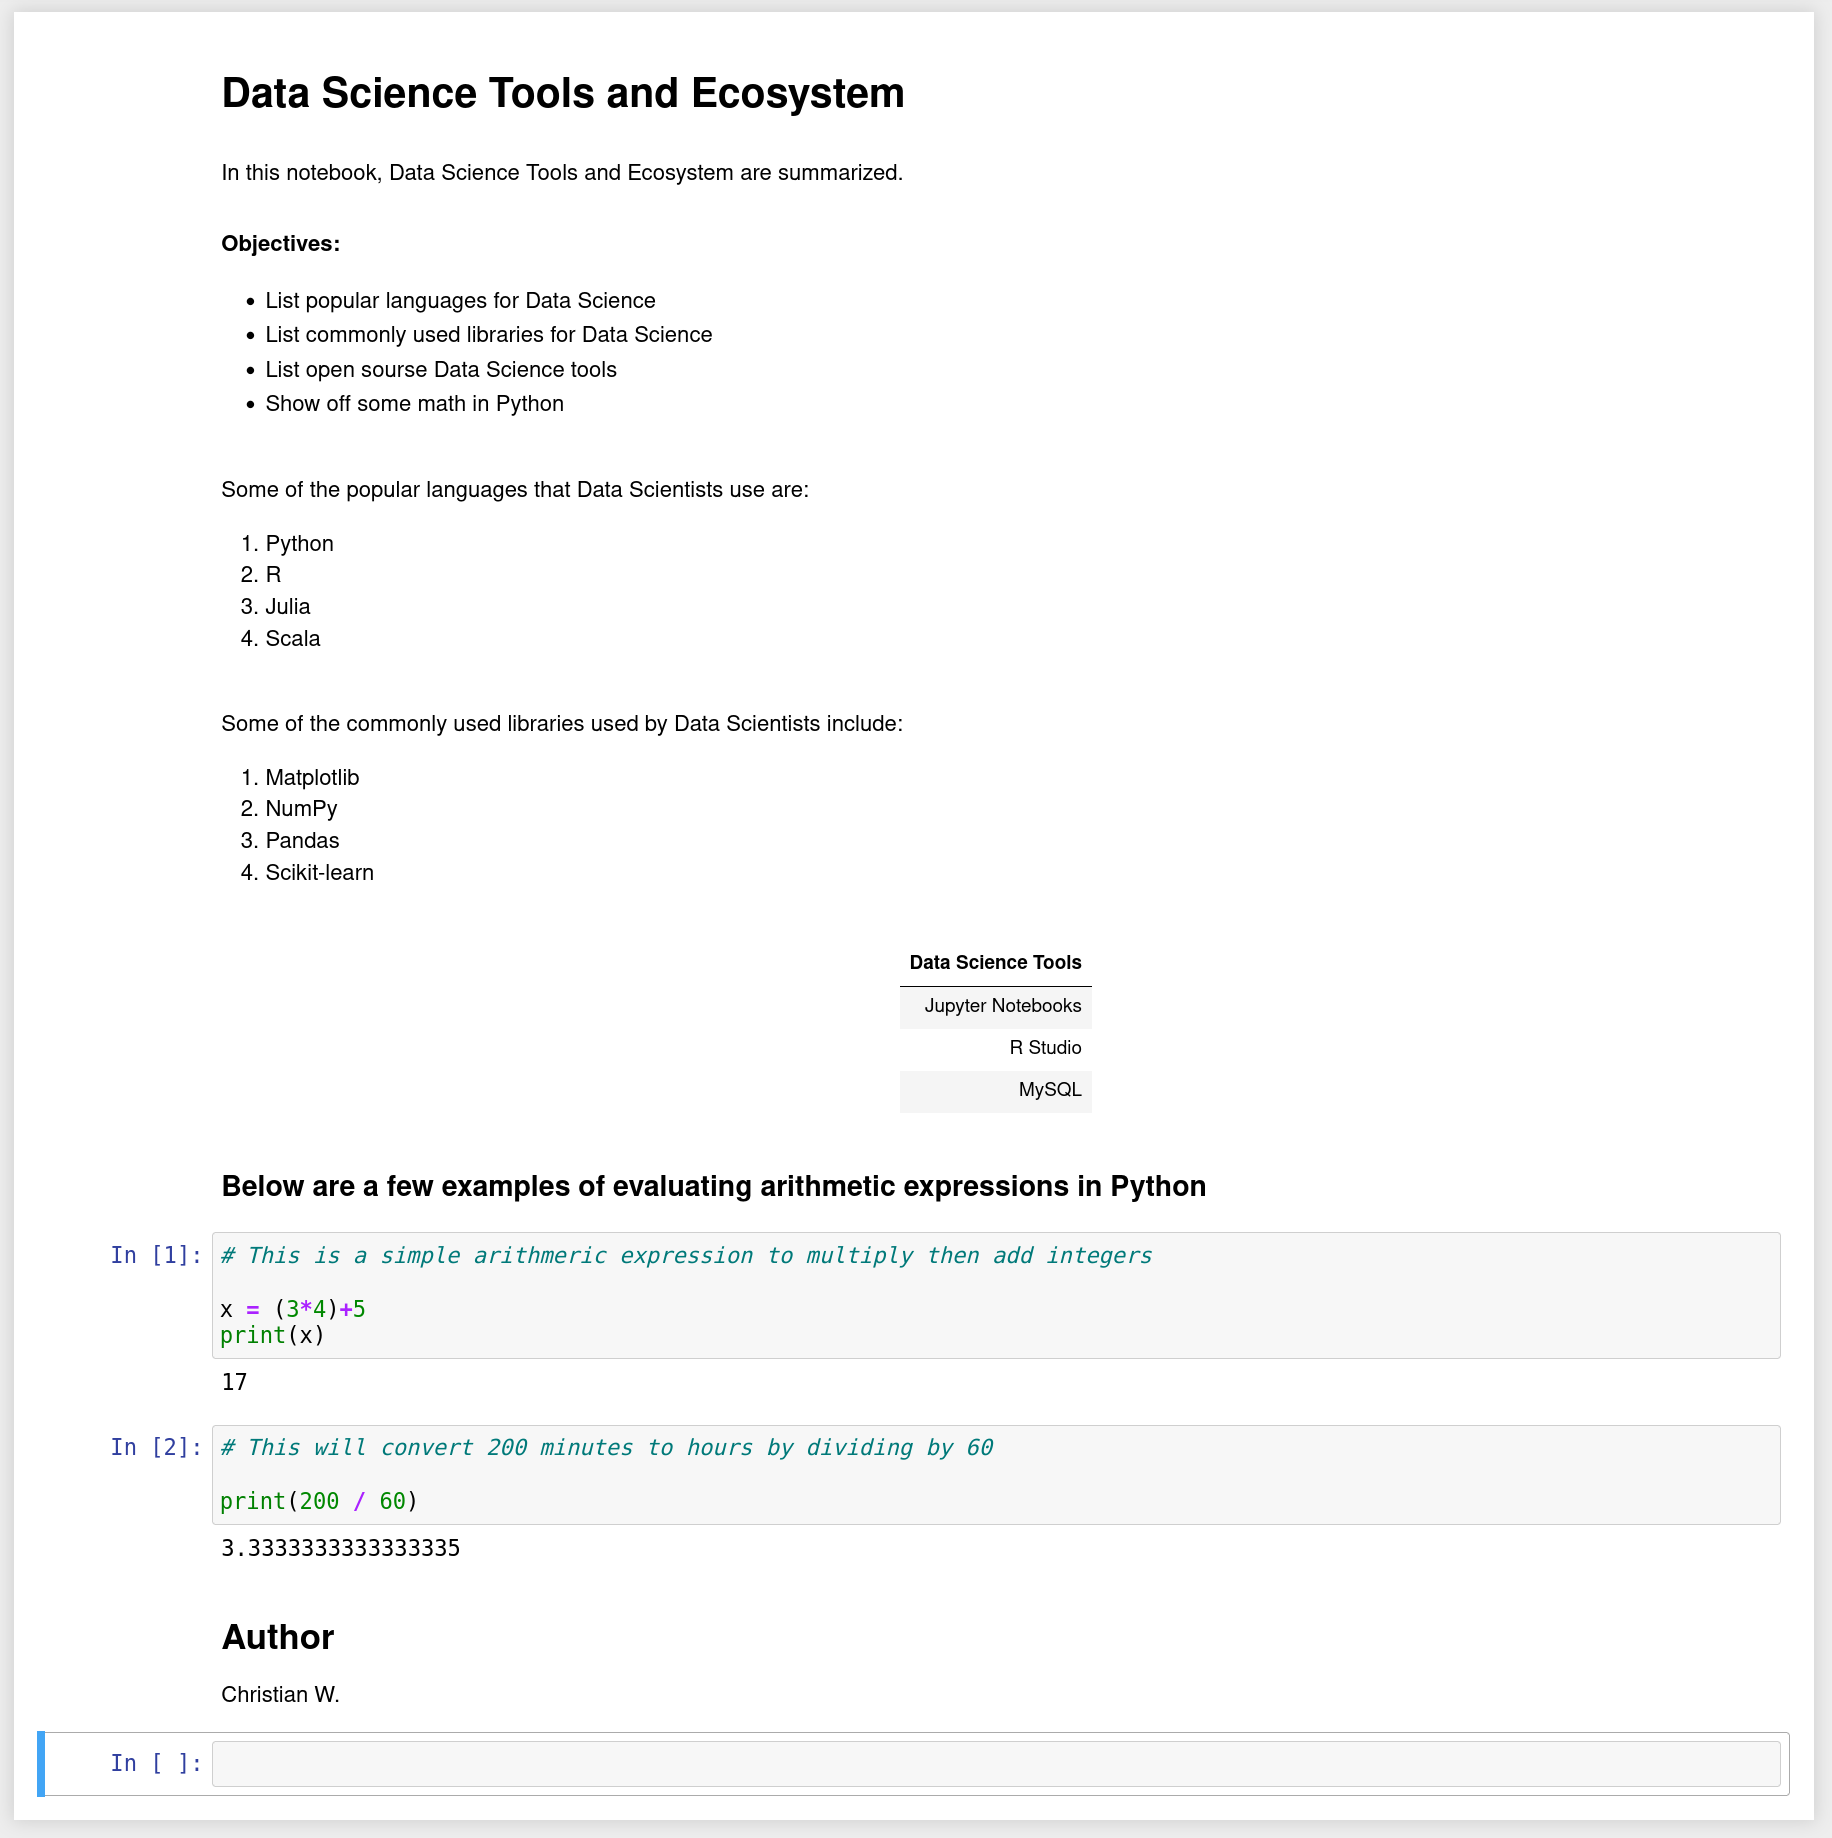 Data Science Tools and Ecosystem
In this notebook, Data Science Tools and Ecosystem are summarized.
Objectives:
• List popular languages for Data Science
• List commonly used libraries for Data Science
• List open sourse Data Science tools
• Show off some math in Python
Some of the popular languages that Data Scientists use are:
1. Python
2. R
3. Julia
4. Scala
Some of the commonly used libraries used by Data Scientists include:
1. Matplotlib
2. NumPy
3. Pandas
4. Scikit-learn
Data Science Tools
Jupyter Notebooks
R Studio
MySQL
Below are a few examples of evaluating arithmetic expressions in Python
In [1]: # This is a simple arithmeric expression to multiply then add integers
x = (3*4)+5
print(x)
17
In [2]: # This will convert 200 minutes to hours by dividing by 60
print(200 / 60)
3.3333333333333335
Author
Christian W.
In [ ]: